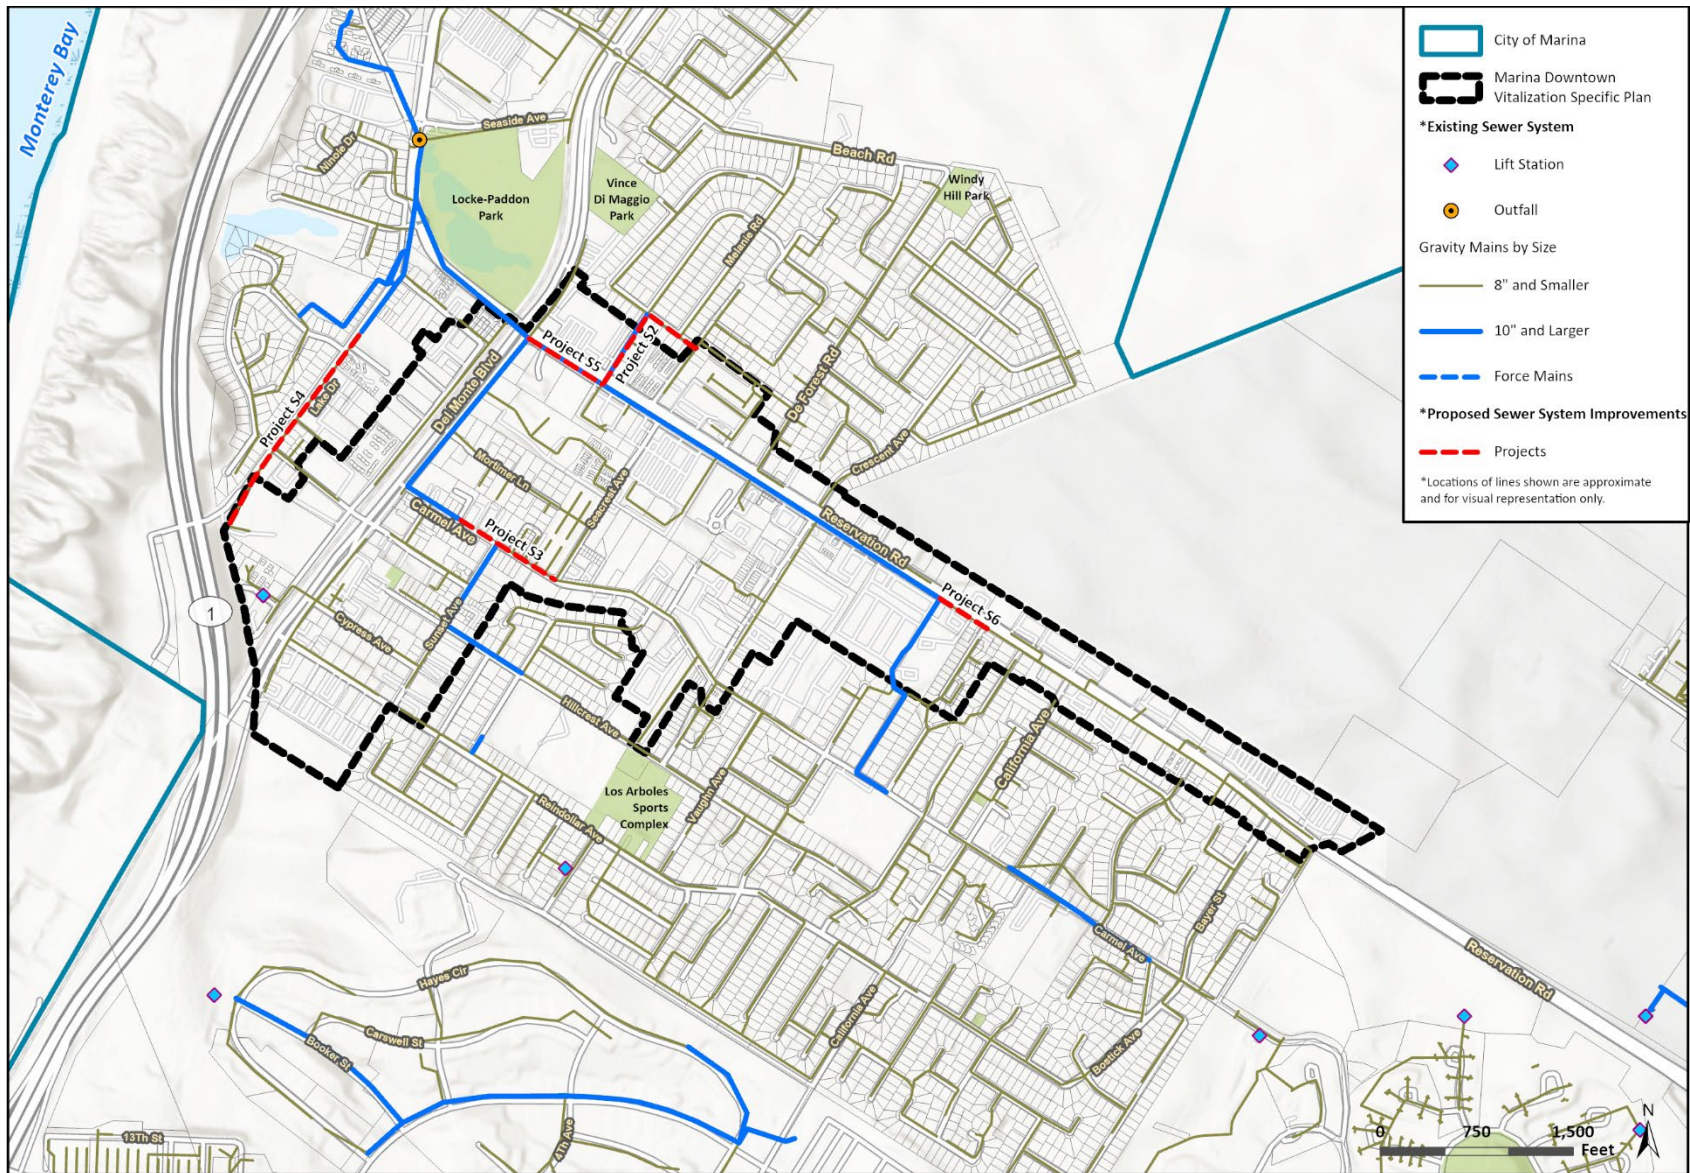 Monterey Bay
Ninole Dr
Seaside Ave
Locke-Paddon
Park
Vince
Di Maggio
Park
Beach Rd
Windy
Hill Park
Melanie Rd
Project S5
Project S2
Project S4
Lake Dr
Del Monte Blvd
De Forest Rd
Crescent Ave
Mortimer Ln
Seacrest Ave
Carmel Ave
Project S3
Reservation Rd
Project S6
1
Cypress Ave
Sunset Ave
Hillcrest Ave
California Ave
Los Arboles
Sports
Complex
Vaughn Ave
Reindollar Ave
Bayer St
Carmel Ave
Reservation Rd
Hayes Cir
Carswell St
Booker St
California Ave
Bostick Ave
13Th St
4Th Ave
City of Marina
Marina Downtown
Vitalization Specific Plan
*Existing Sewer System
Lift Station
Outfall
Gravity Mains by Size
8" and Smaller
10" and Larger
Force Mains
*Proposed Sewer System Improvements
Projects
*Locations of lines shown are approximate
and for visual representation only.
N
0 750 1,500
Feet